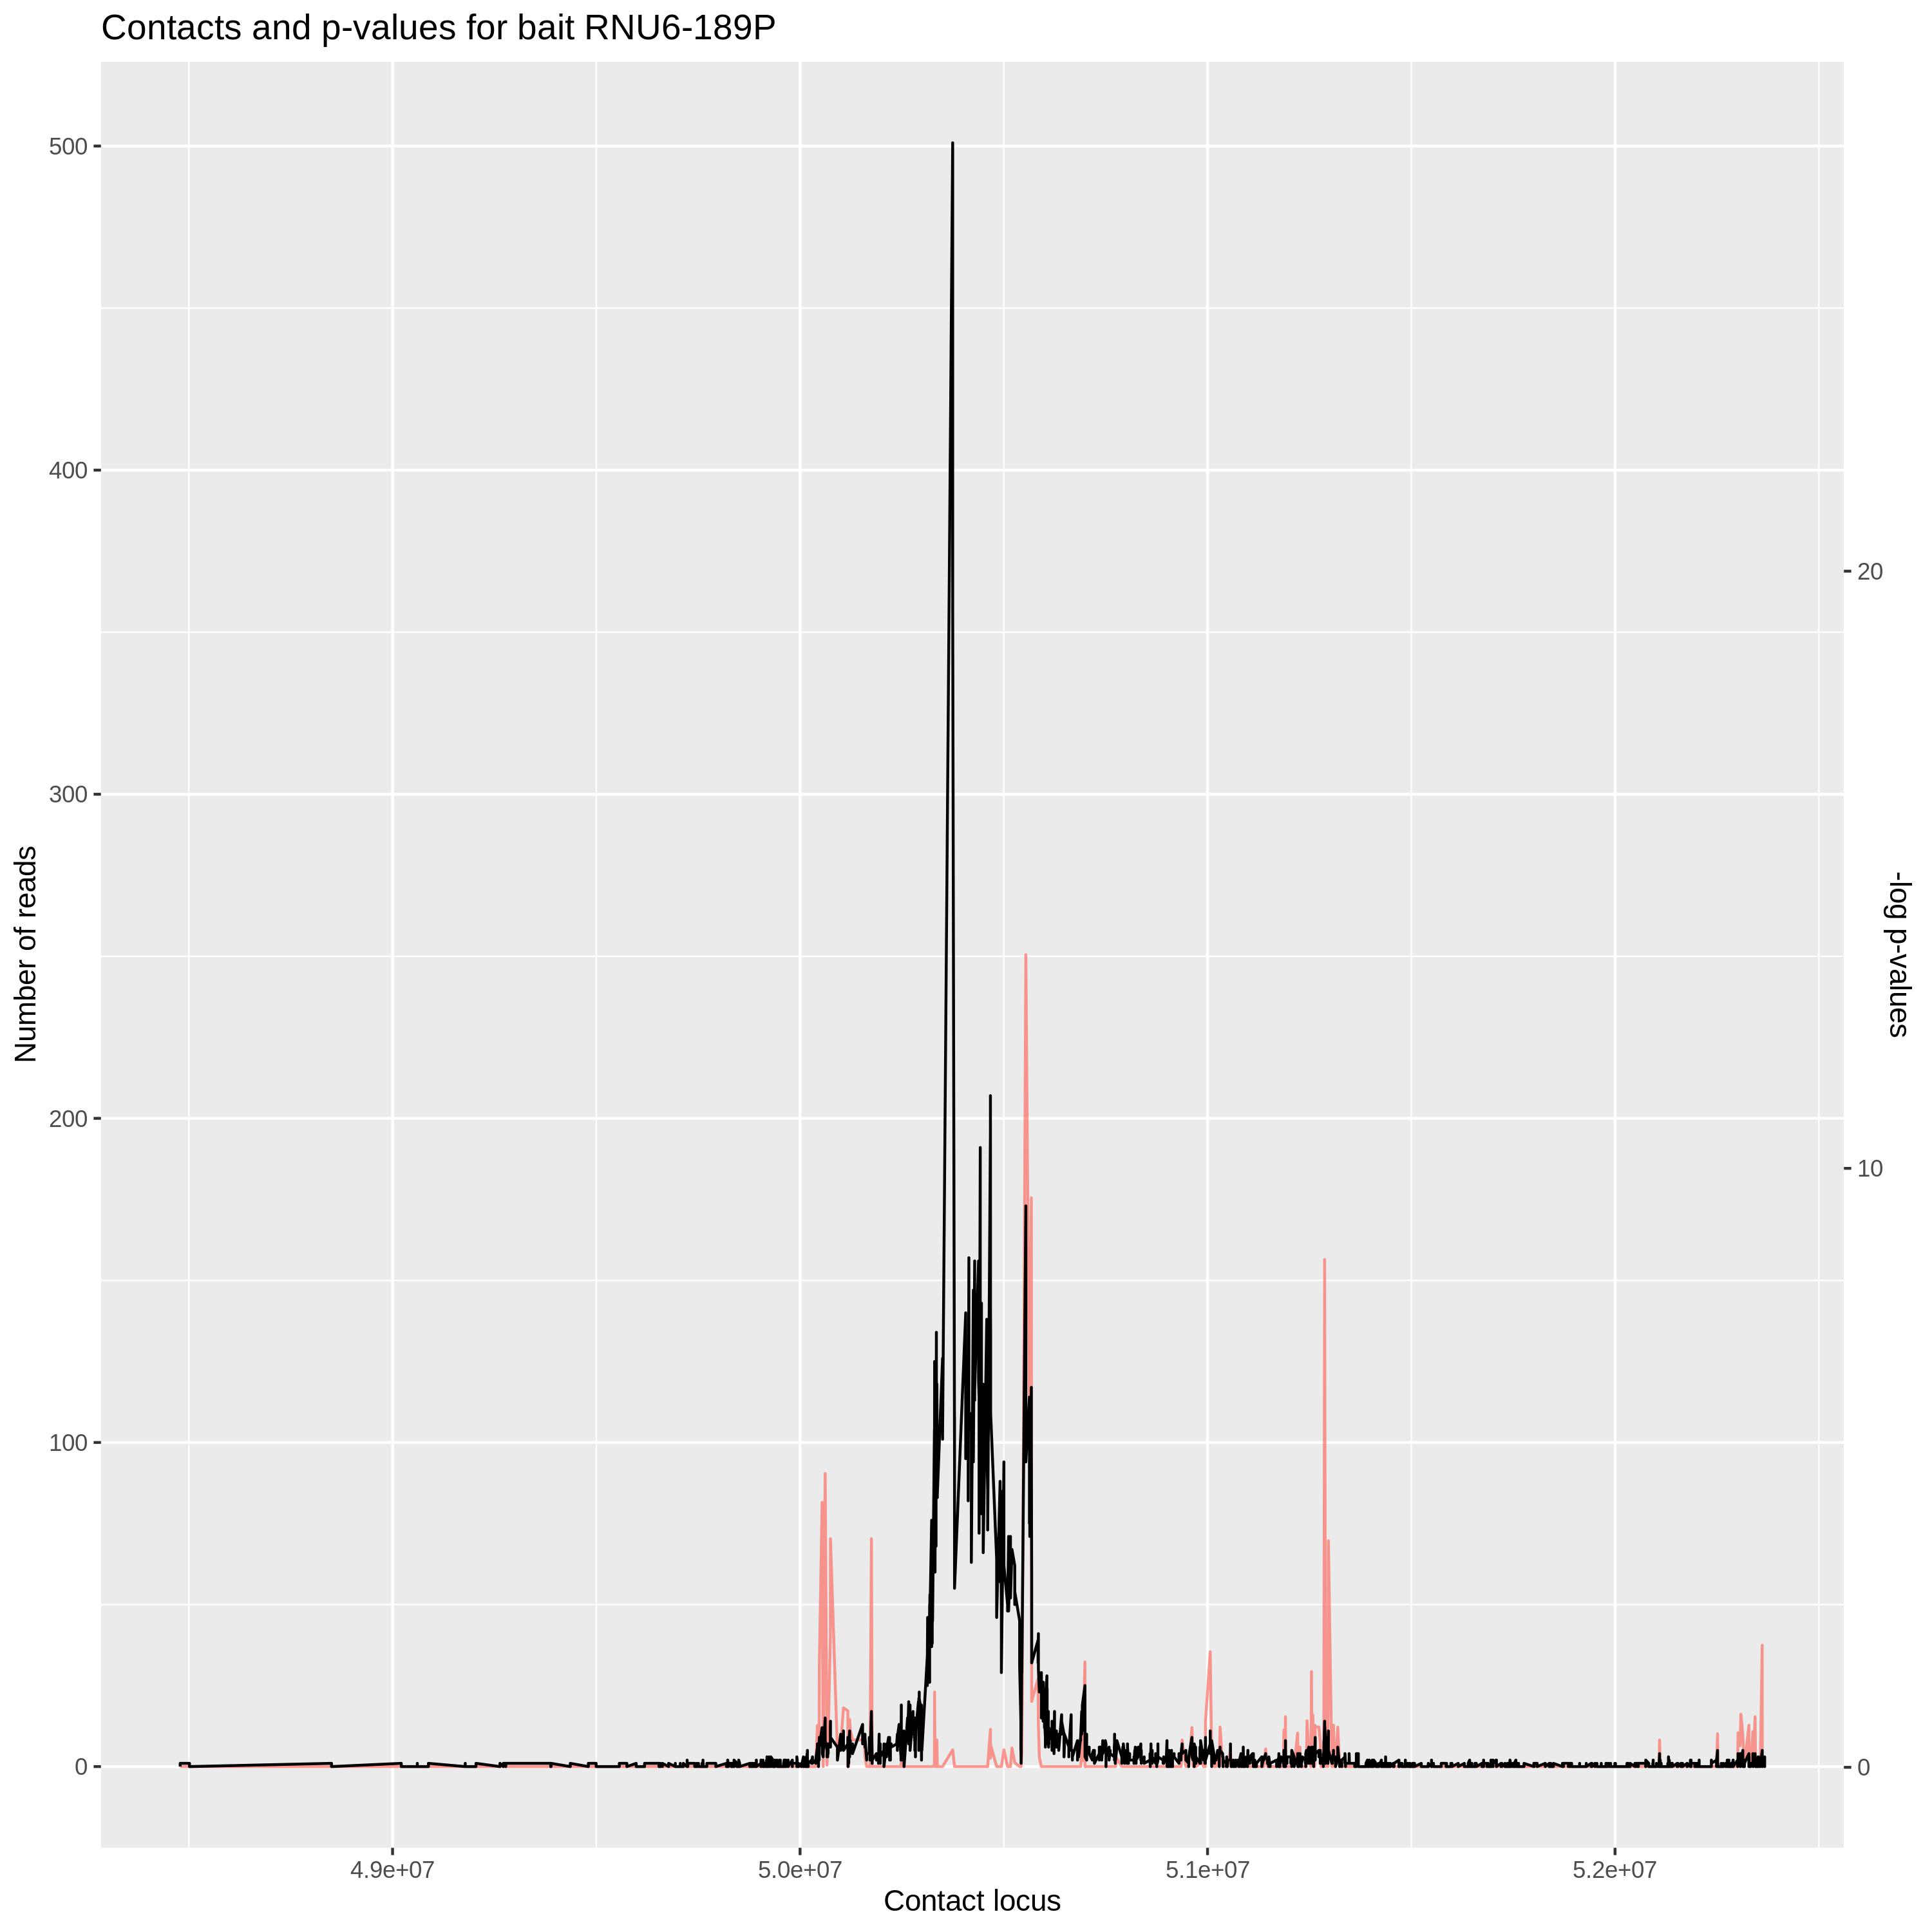 Contacts and p-values for bait RNU6-189P
500
400
300
200
100
0
Number of reads
20
10
0
-log p-values
4.9e+07
5.0e+07
5.1e+07
5.2e+07
Contact locus